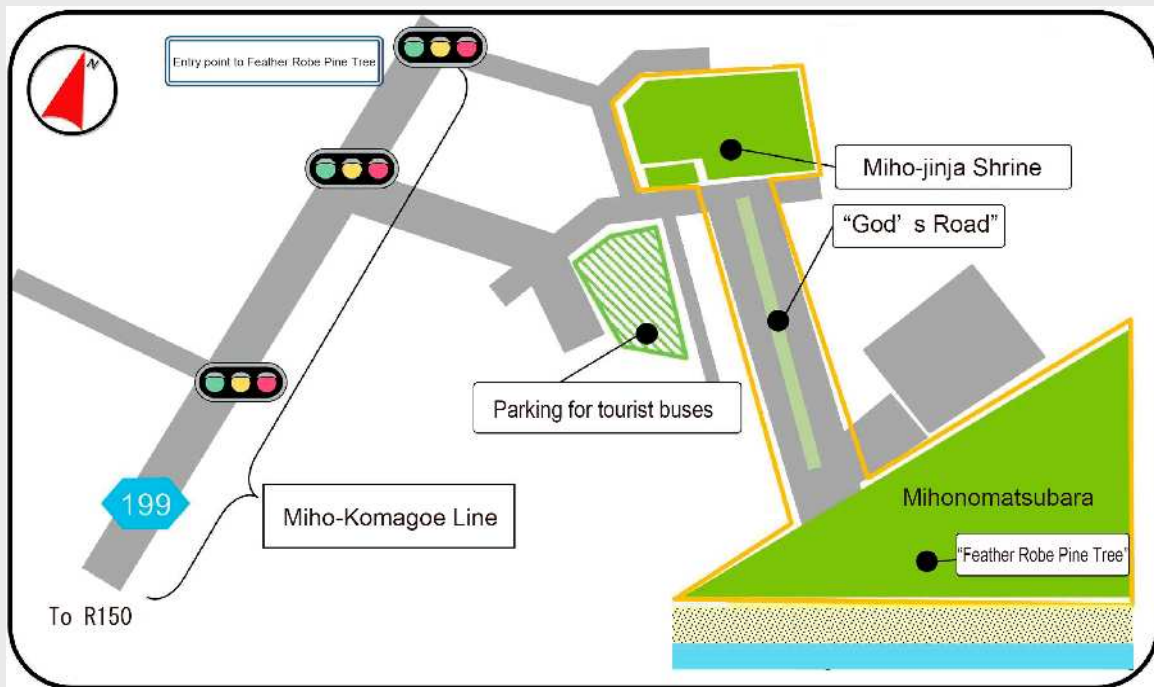 N
Entry point to Feather Robe Pine Tree
Miho-jinja Shrine
“God’ s Road”
Parking for tourist buses
199
Miho-Komagoe Line
Mihonomatsubara
“Feather Robe Pine Tree”
To R150